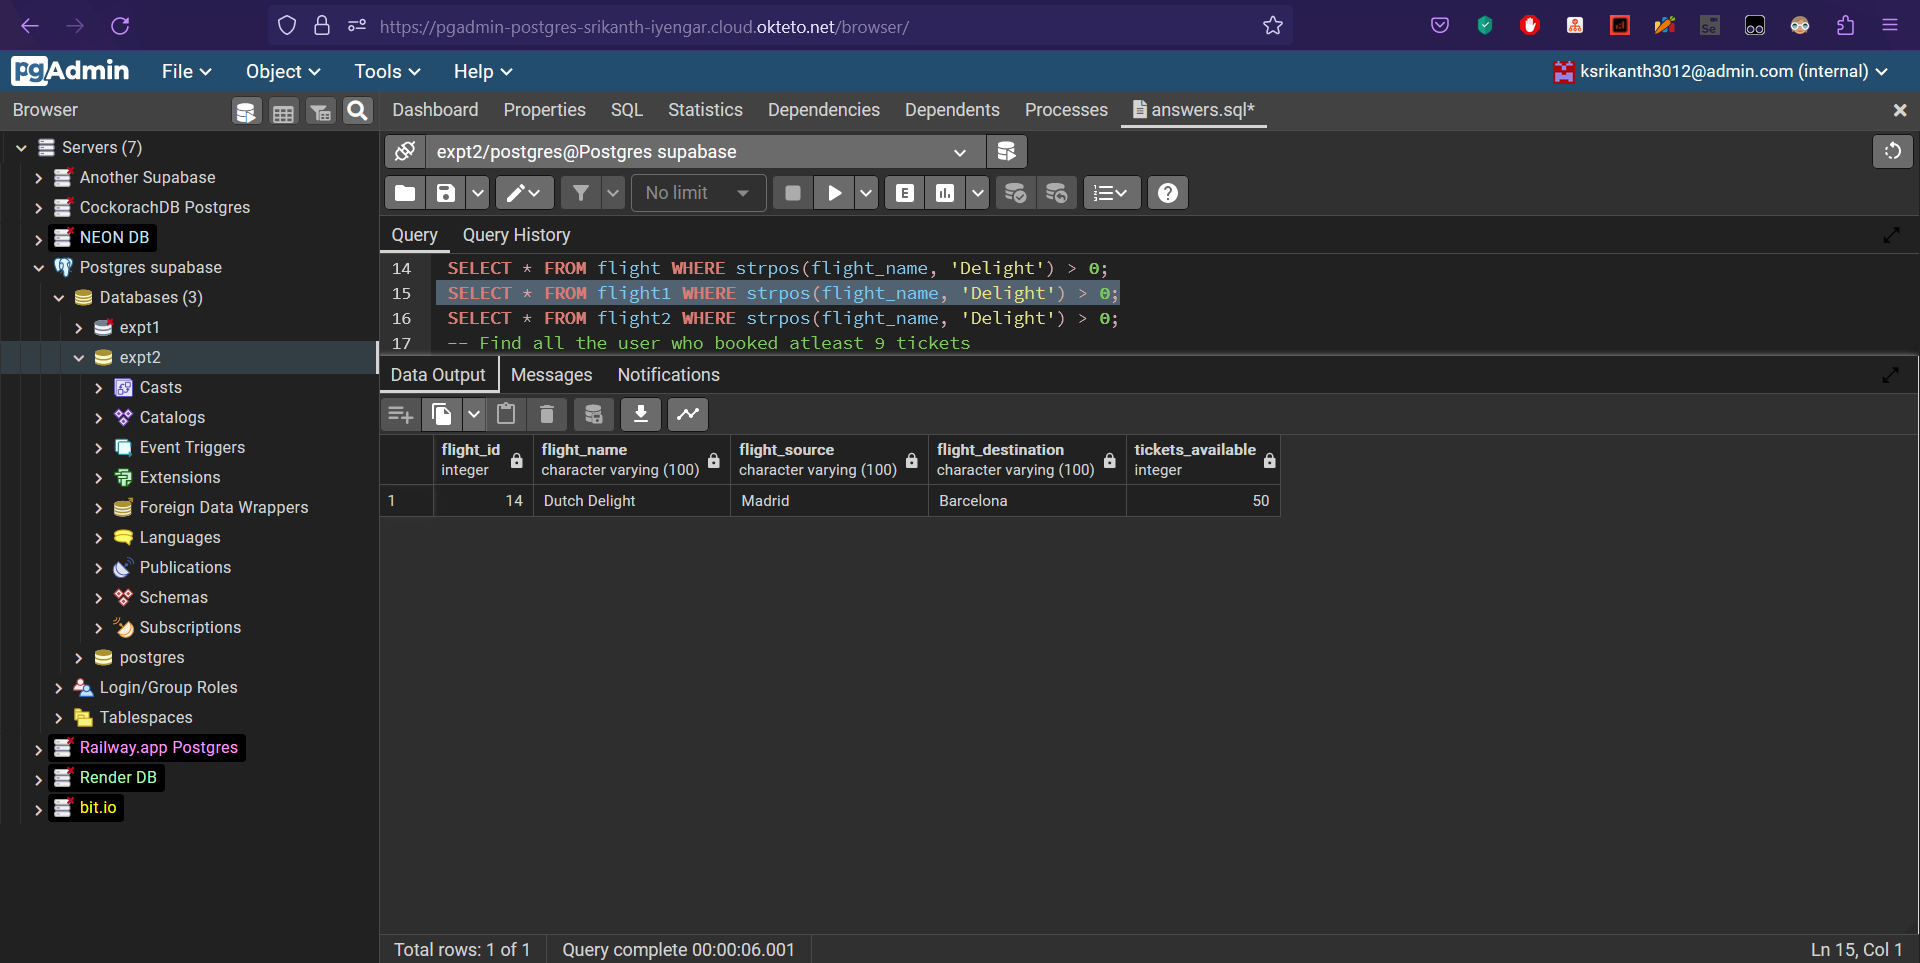 https://pgadmin-postgres-srikanth-iyengar.cloud.okteto.net/browser/
pgAdmin File Object Tools Help ksrikanth3012@admin.com (internal)
Browser
Dashboard Properties SQL Statistics Dependencies Dependents Processes answers.sql*
Servers (7)
Another Supabase
CockorachDB Postgres
NEON DB
Postgres supabase
Databases (3)
expt1
expt2
Casts
Catalogs
Event Triggers
Extensions
Foreign Data Wrappers
Languages
Publications
Schemas
Subscriptions
postgres
Login/Group Roles
Tablespaces
Railway.app Postgres
Render DB
bit.io
expt2/postgres@Postgres supabase
No limit E
Query Query History
14 SELECT * FROM flight WHERE strpos(flight_name, 'Delight') > 0;
15 SELECT * FROM flight1 WHERE strpos(flight_name, 'Delight') > 0;
16 SELECT * FROM flight2 WHERE strpos(flight_name, 'Delight') > 0;
17 -- Find all the user who booked atleast 9 tickets
Data Output Messages Notifications
flight_id flight_name flight_source flight_destination tickets_available
integer character varying (100) character varying (100) character varying (100) integer
1 14 Dutch Delight Madrid Barcelona 50
Total rows: 1 of 1 Query complete 00:00:06.001 Ln 15, Col 1